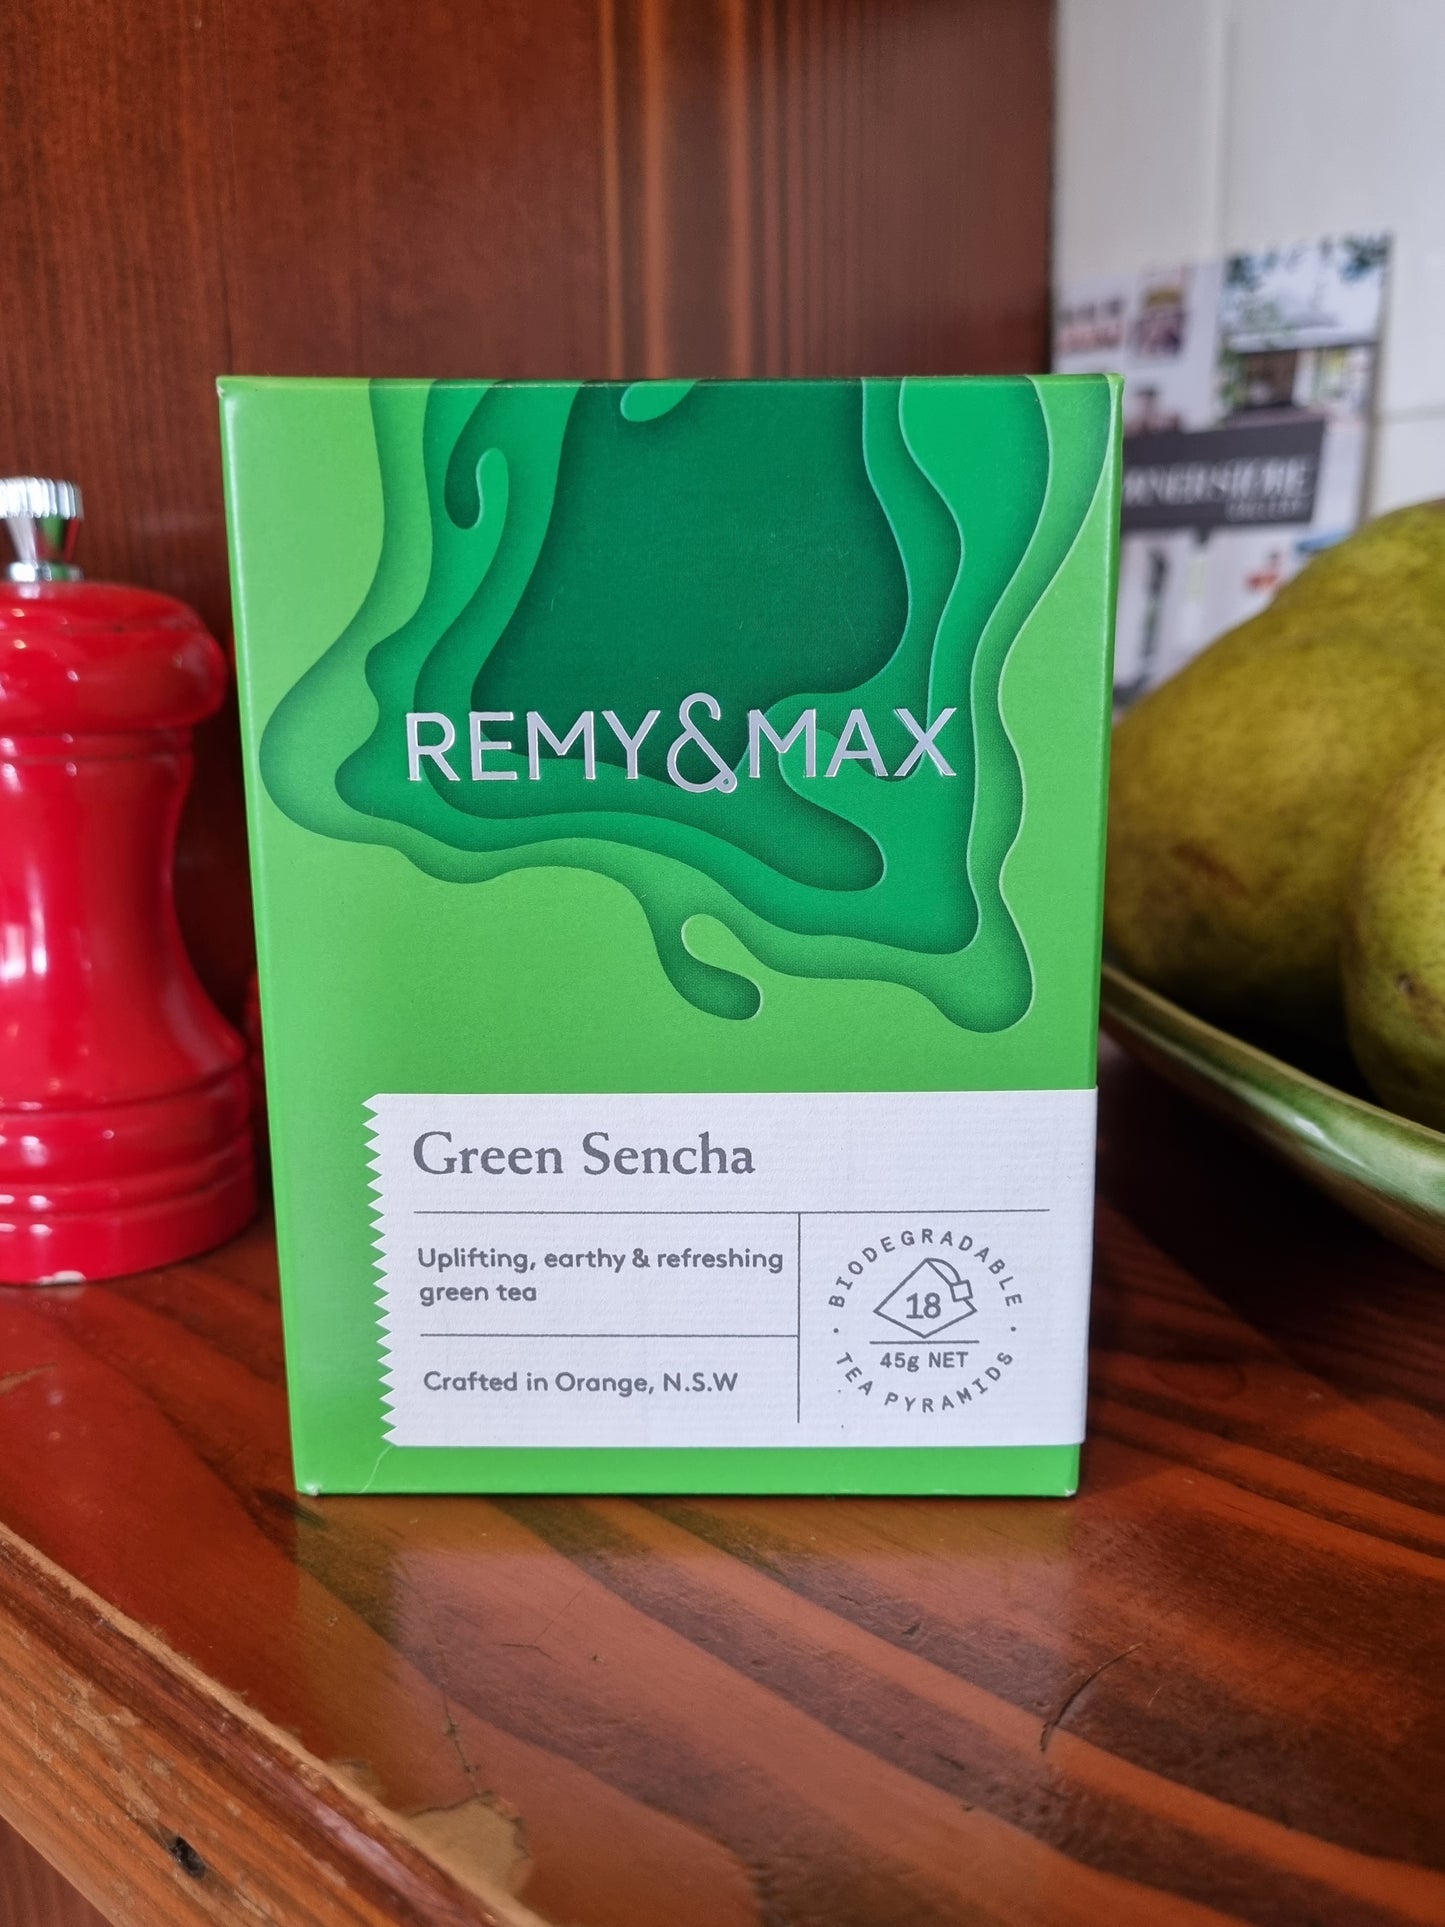 REMY&MAX
Green Sencha
Uplifting, earthy & refreshing
green tea
Crafted in Orange, N.S.W
BIODEGRADABLE
18
45g NET
TEA PYRAMIDS